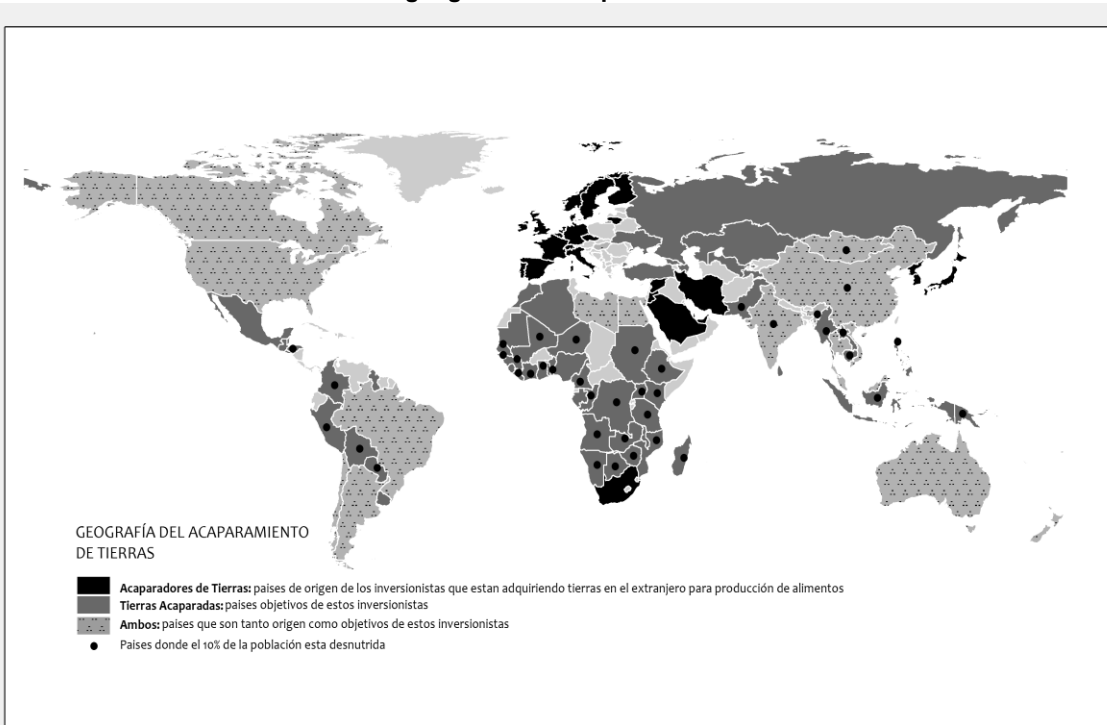 GEOGRAFÍA DEL ACAPARAMIENTO
DE TIERRAS
Acaparadores de Tierras: paises de origen de los inversionistas que estan adquiriendo tierras en el extranjero para producción de alimentos
Tierras Acaparadas: paises objetivos de estos inversionistas
Ambos: paises que son tanto origen como objetivos de estos inversionistas
Paises donde el 10% de la población esta desnutrida